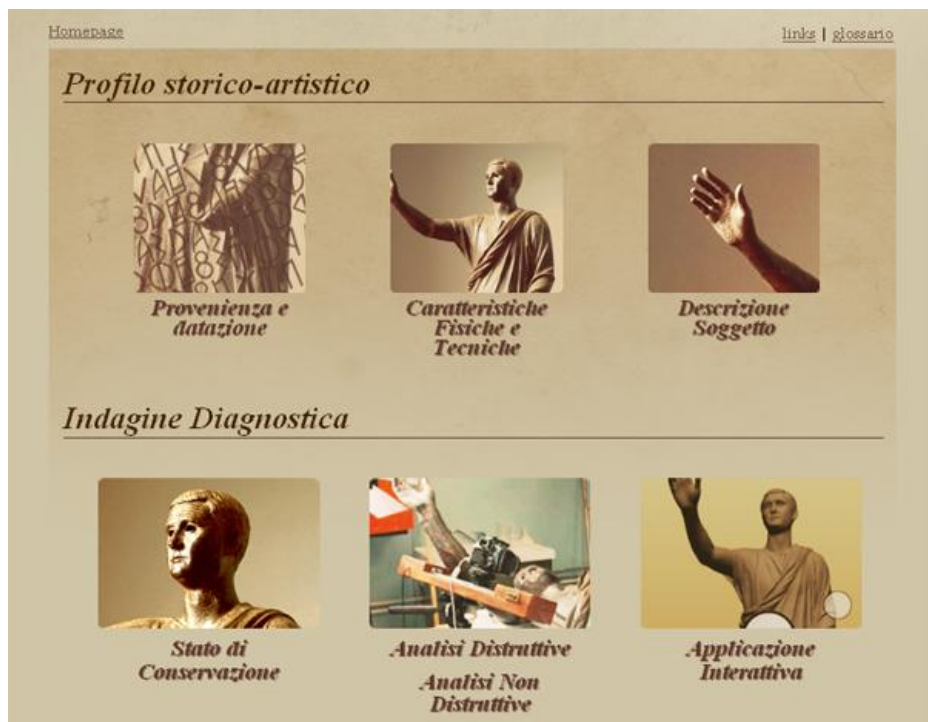 Homepage
links | glossario
Profilo storico-artistico
Provenienza e
datazione
Caratteristiche
Fisiche e
Tecniche
Descrizione
Soggetto
Indagine Diagnostica
Stato di
Conservazione
Analisi Distruttive
Analisi Non
Distruttive
Applicazione
Interattiva